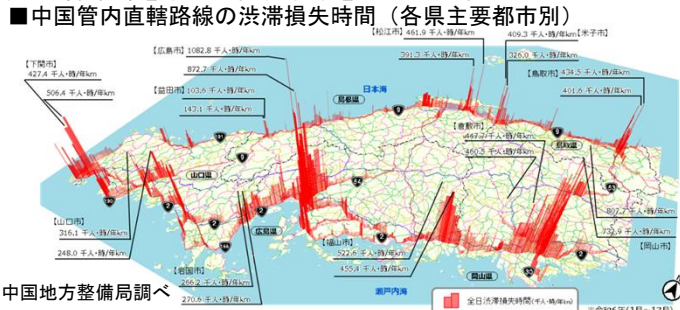 ■中国管内直轄路線の渋滞損失時間（各県主要都市別）
【下関市】
427.4 千人・時/年km
506.4 千人・時/年km
【広島市】 1082.8 千人・時/年km
872.7 千人・時/年km
【益田市】 103.6 千人・時/年km
143.1 千人・時/年km
【松江市】 461.9 千人・時/年km
391.3 千人・時/年km
409.3 千人・時/年km 【米子市】
326.0 千人・時/年km
【鳥取市】 434.5 千人・時/年km
401.6 千人・時/年km
日本海
島根県
鳥取県
山口県
広島県
岡山県
【倉敷市】
447.7 千人・時/年km
460.5 千人・時/年km
807.7 千人・時/年km
732.9 千人・時/年km
【岡山市】
【山口市】
316.1 千人・時/年km
248.0 千人・時/年km
【岩国市】
266.2 千人・時/年km
270.6 千人・時/年km
【福山市】
522.6 千人・時/年km
455.4 千人・時/年km
191
9
9
9
54
53
190
2
2
2
2
30
瀬戸内海
中国地方整備局調べ
全日渋滞損失時間(千人・時/年km)